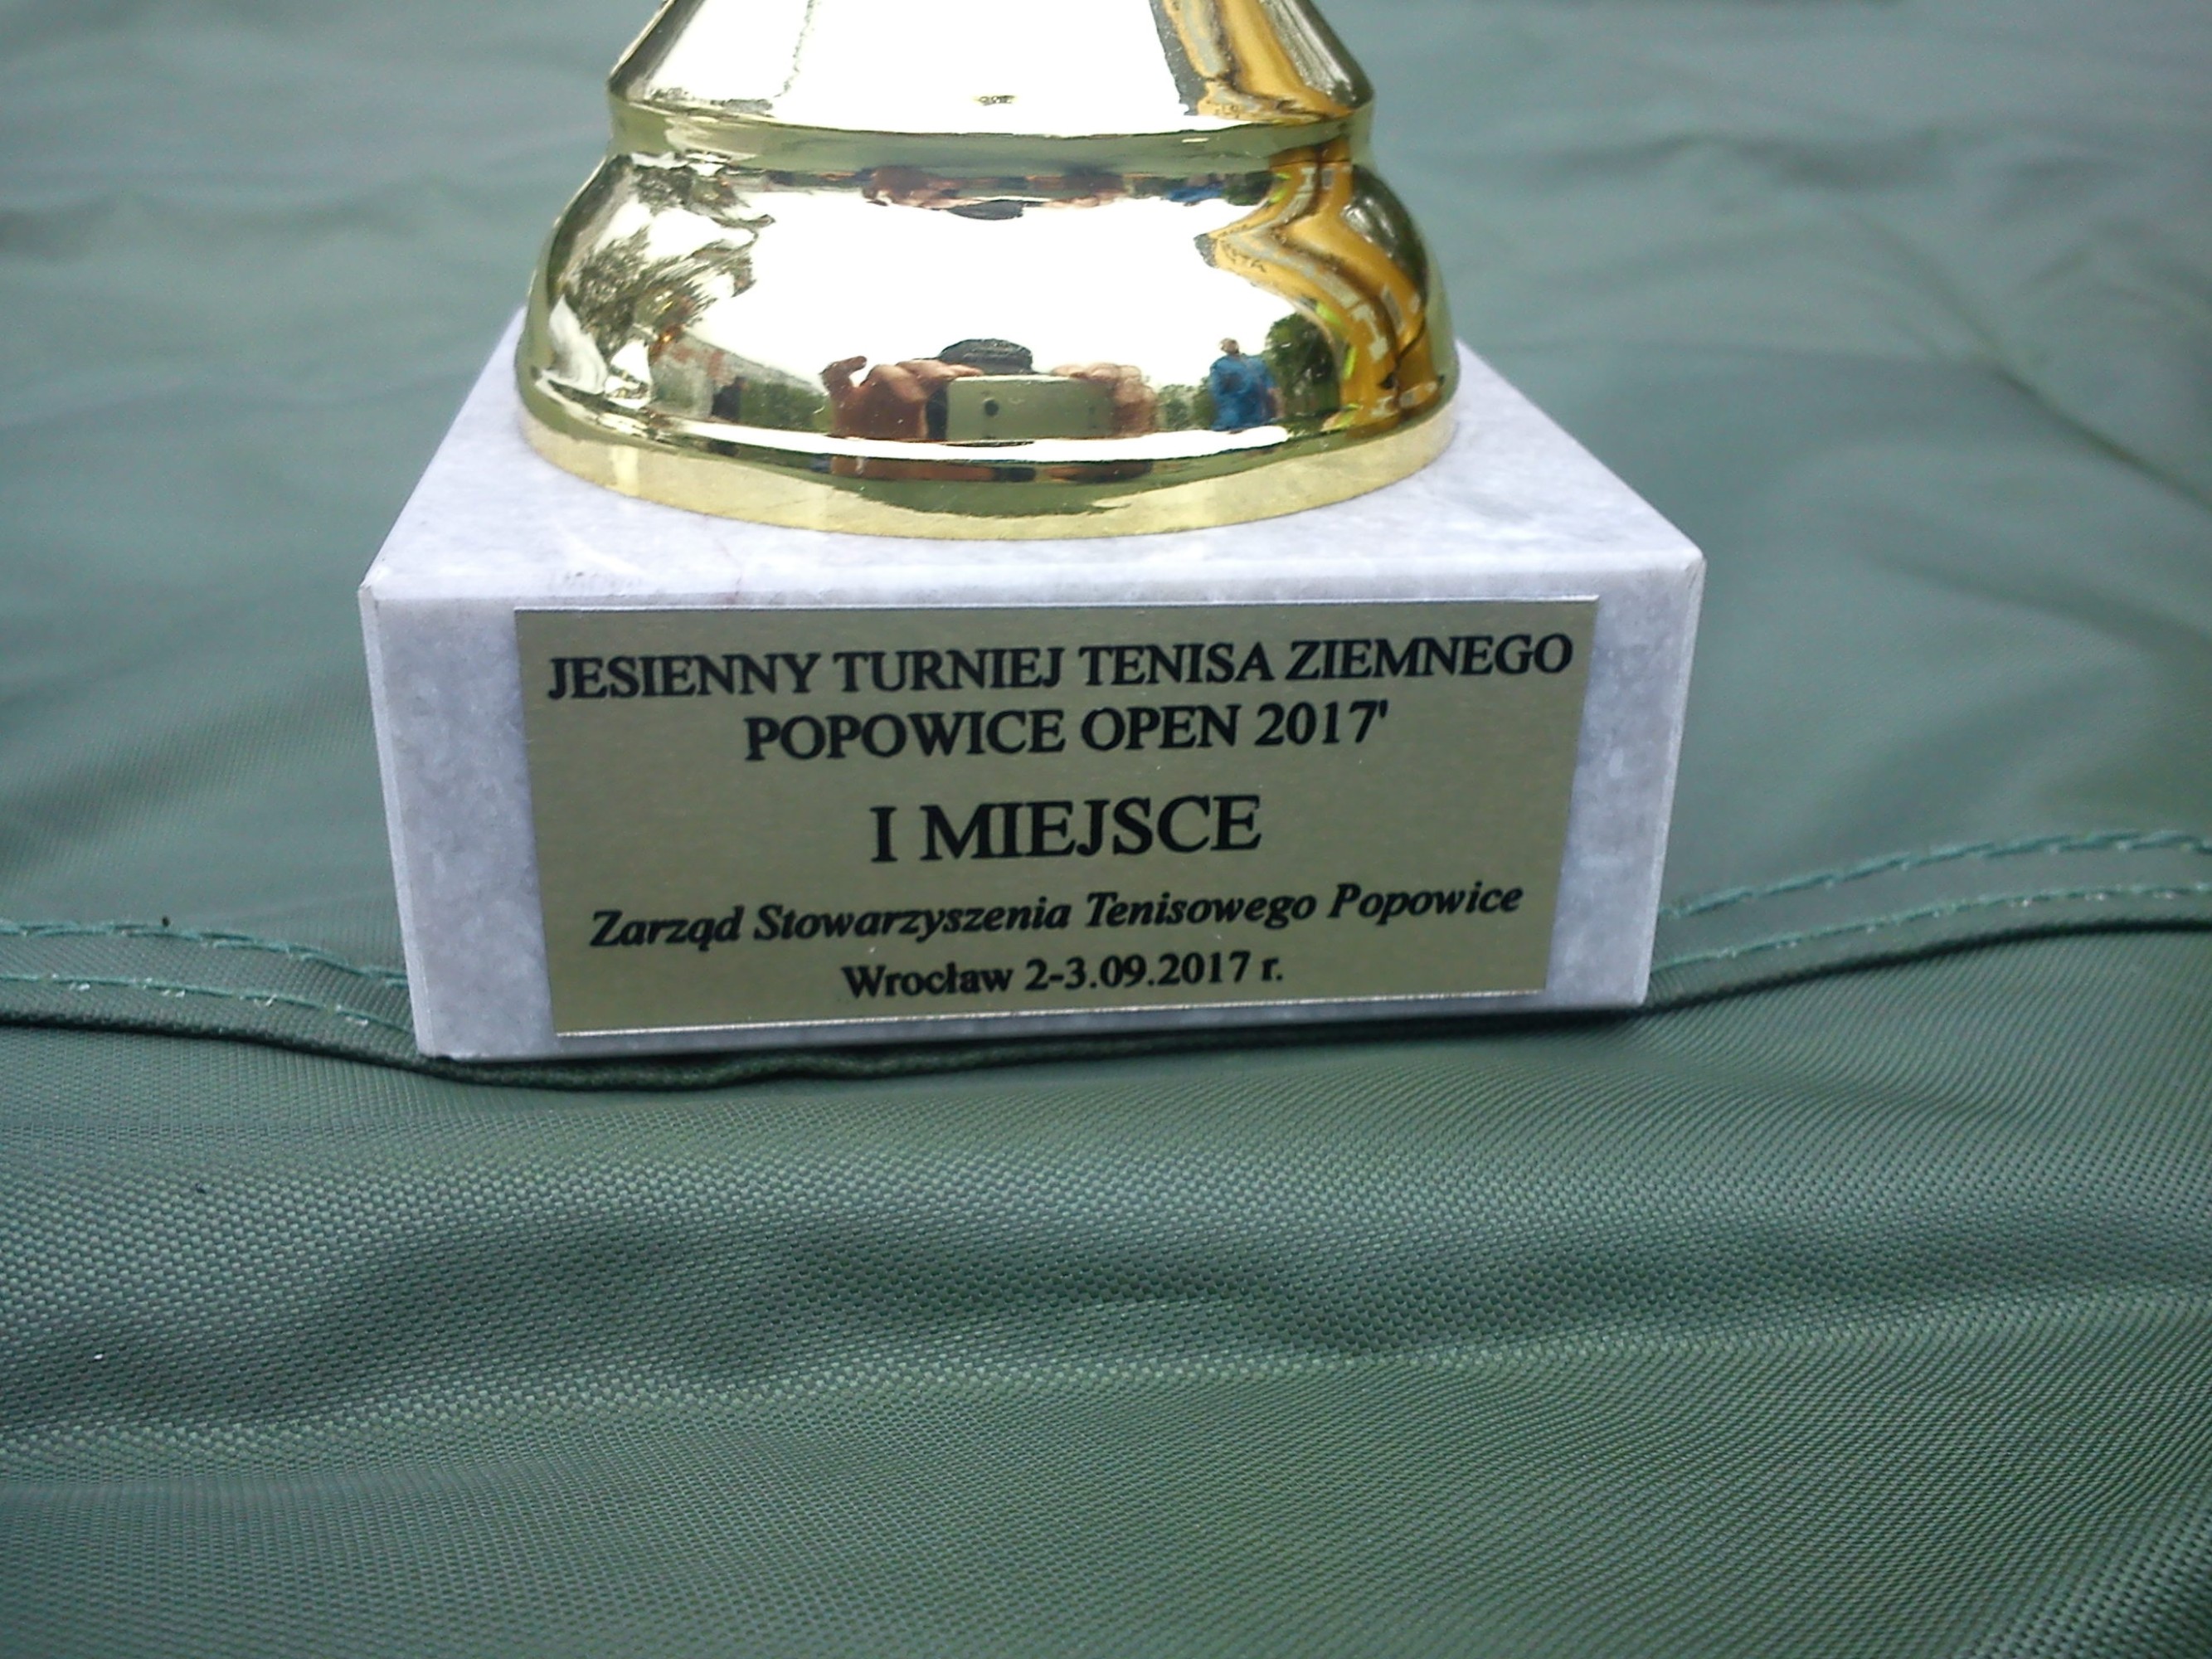 JESIENNY TURNIEJ TENISA ZIEMNEGO
POPOWICE OPEN 2017'
I MIEJSCE
Zarząd Stowarzyszenia Tenisowego Popowice
Wrocław 2-3.09.2017 r.